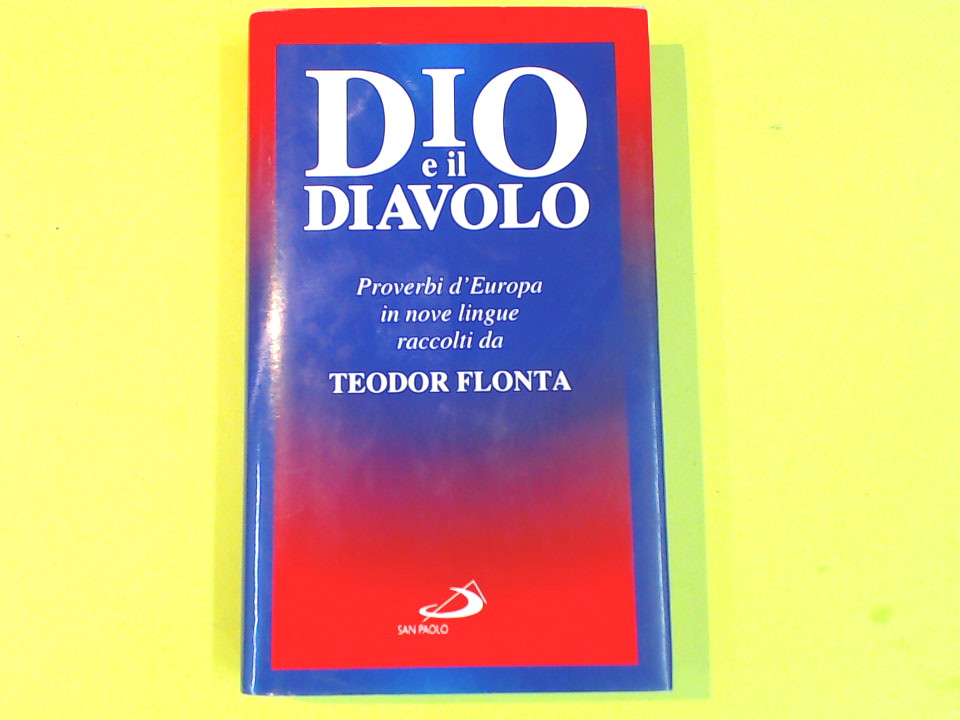 DIO
e il
DIAVOLO
Proverbi d'Europa
in nove lingue
raccolti da
TEODOR FLONTA
SAN PAOLO